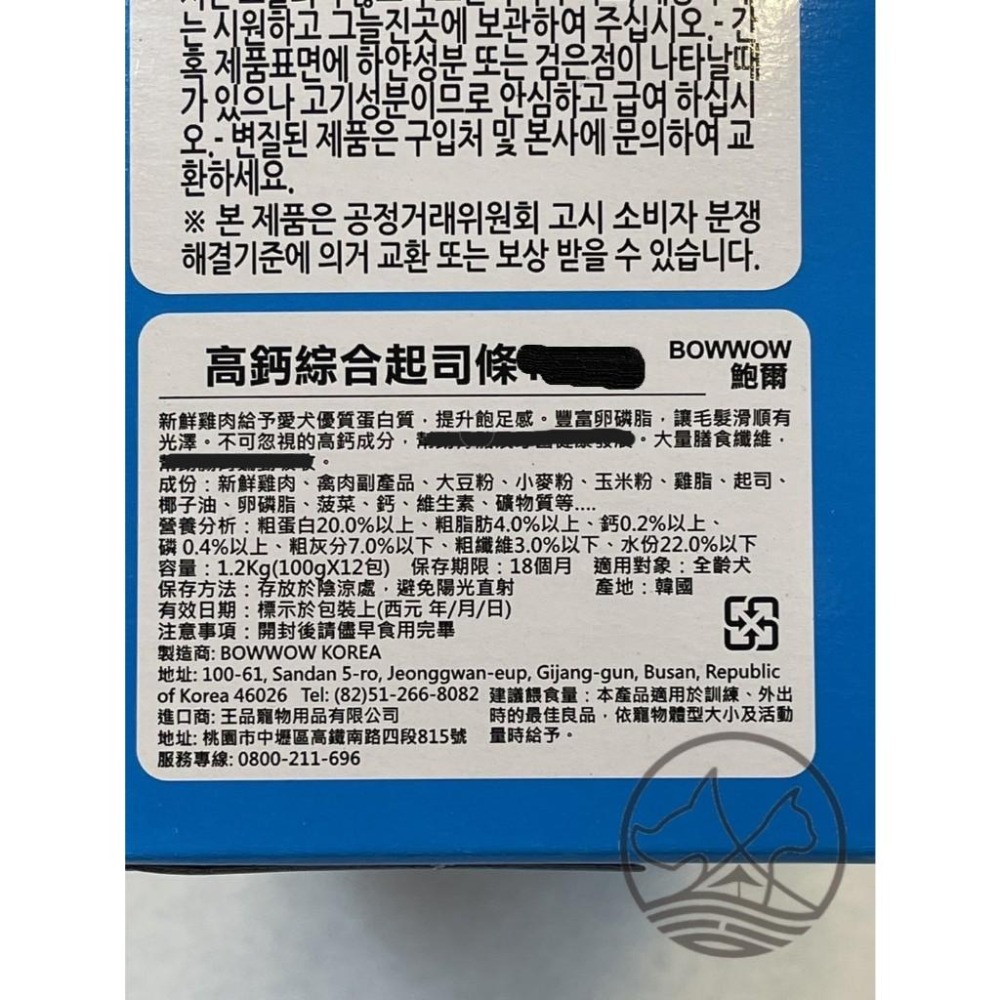 는 시원하고 그늘진곳에 보관하여 주십시오.- 간
혹 제품표면에 하얀성분 또는 검은점이 나타날때
가 있으나 고기성분이므로 안심하고 급여 하십시
오.- 변질된 제품은 구입처 및 본사에 문의하여 교
환하세요.
※ 본 제품은 공정거래위원회 고시 소비자 분쟁
해결기준에 의거 교환 또는 보상 받을 수 있습니다.
高鈣綜合起司條
BOWWOW
鮑爾
新鮮雞肉給予愛犬優質蛋白質，提升飽足感。豐富卵磷脂，讓毛髮滑順有
光澤。不可忽視的高鈣成分，。大量膳食纖維，
。
成份：新鮮雞肉、禽肉副產品、大豆粉、小麥粉、玉米粉、雞脂、起司、
椰子油、卵磷脂、菠菜、鈣、維生素、礦物質等....
營養分析：粗蛋白20.0%以上、粗脂肪4.0%以上、鈣0.2%以上、
磷 0.4%以上、粗灰分7.0%以下、粗纖維3.0%以下、水份22.0%以下
容量：1.2Kg(100gX12包) 保存期限：18個月 適用對象：全齡犬
保存方法：存放於陰涼處，避免陽光直射 產地：韓國
有效日期：標示於包裝上(西元 年/月/日)
注意事項：開封後請儘早食用完畢
製造商: BOWWOW KOREA
地址: 100-61, Sandan 5-ro, Jeonggwan-eup, Gijang-gun, Busan, Republic
of Korea 46026 Tel: (82)51-266-8082
進口商: 王品寵物用品有限公司
地址: 桃園市中壢區高鐵南路四段815號
服務專線: 0800-211-696
建議餵食量：本產品適用於訓練、外出
時的最佳良品，依寵物體型大小及活動
量時給予。